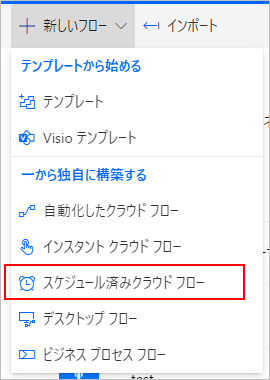 新しいフロー インポート
テンプレートから始める
テンプレート
Visio テンプレート
一から独自に構築する
自動化したクラウド フロー
インスタント クラウド フロー
スケジュール済みクラウド フロー
デスクトップ フロー
ビジネス プロセス フロー
test